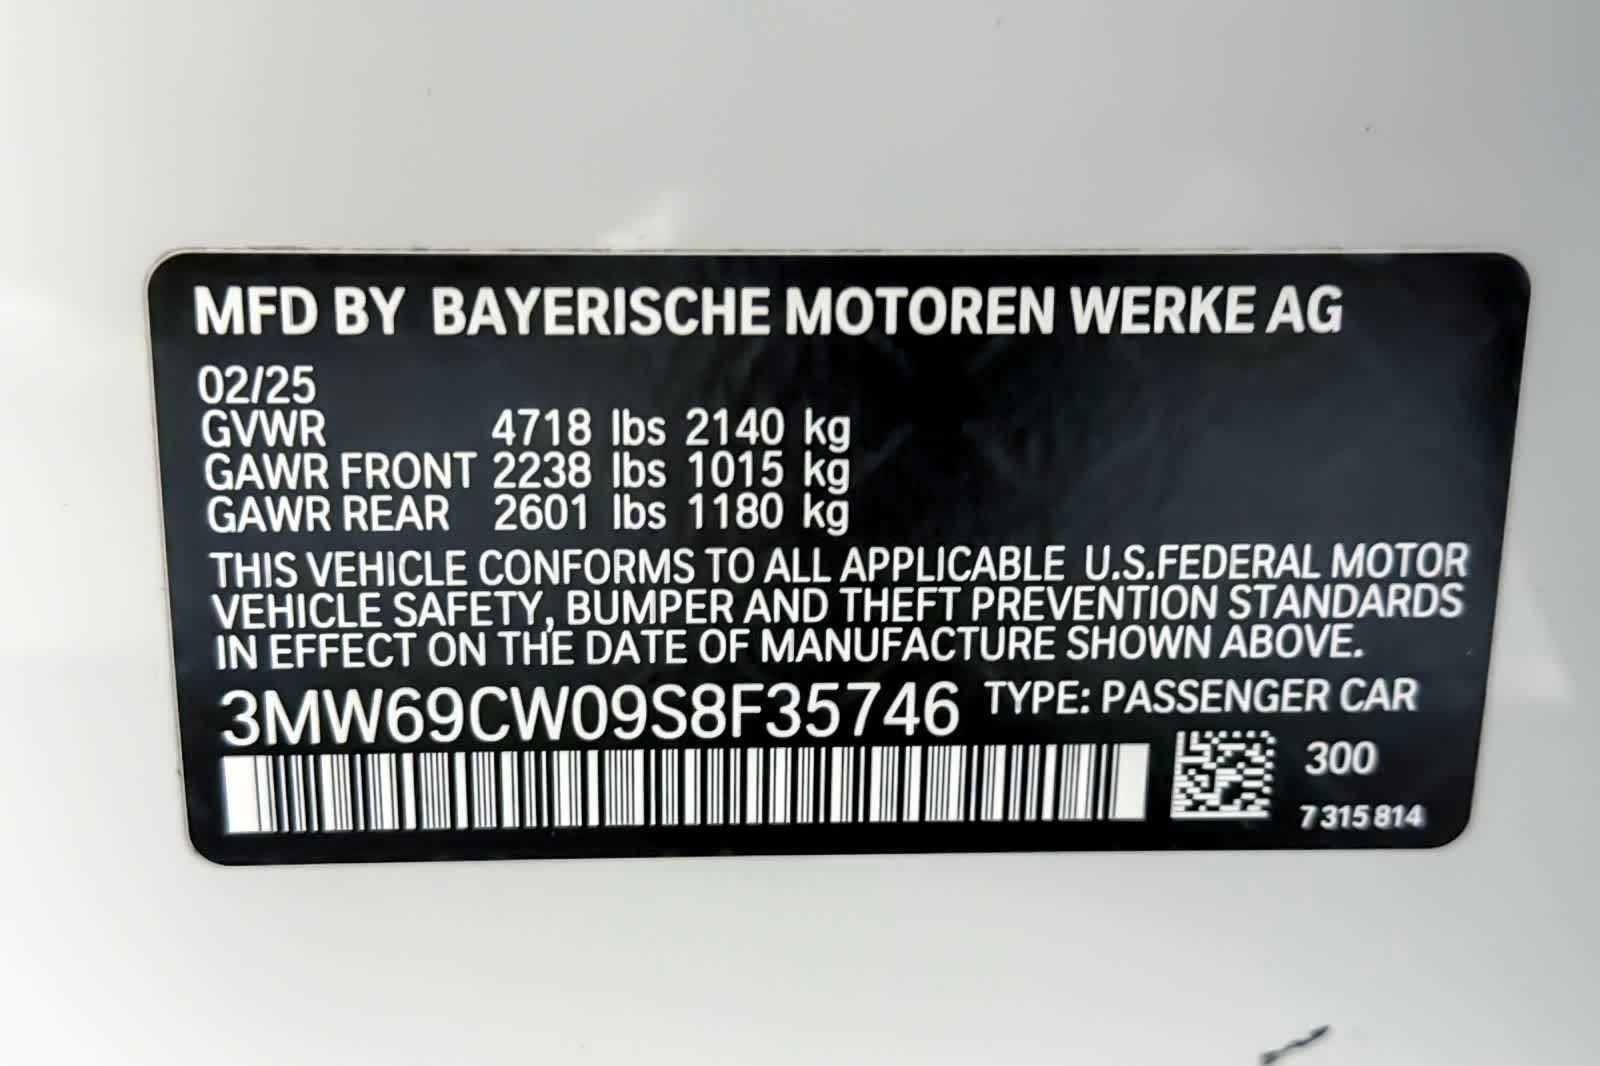 MFD BY BAYERISCHE MOTOREN WERKE AG
02/25
GVWR 4718 lbs 2140 kg
GAWR FRONT 2238 lbs 1015 kg
GAWR REAR 2601 lbs 1180 kg
THIS VEHICLE CONFORMS TO ALL APPLICABLE U.S.FEDERAL MOTOR
VEHICLE SAFETY, BUMPER AND THEFT PREVENTION STANDARDS
IN EFFECT ON THE DATE OF MANUFACTURE SHOWN ABOVE.
3MW69CW09S8F35746 TYPE: PASSENGER CAR
300
7 315 814